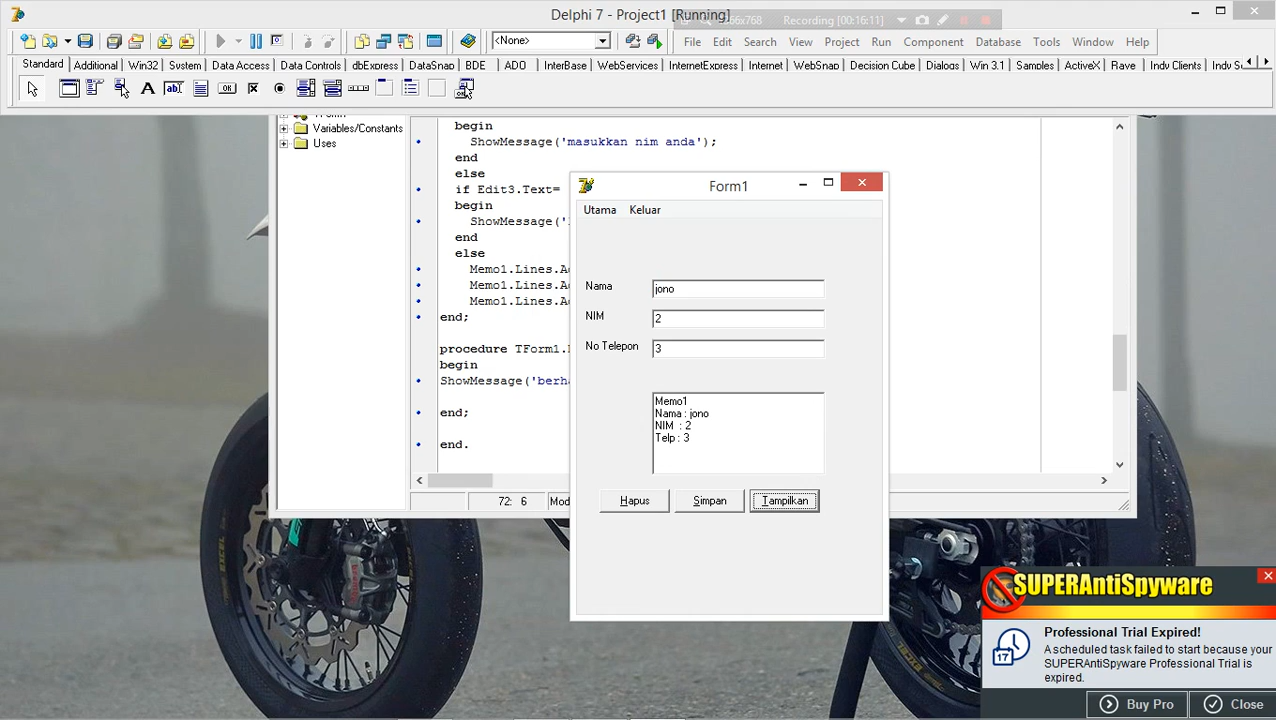 Delphi 7 - Project1 [Running]
66x768 Recording [00:16:11]
<None>
File Edit Search View Project Run Component Database Tools Window Help
Standard Additional Win32 System Data Access Data Controls dbExpress DataSnap BDE ADO InterBase WebServices InternetExpress Internet WebSnap Decision Cube Dialogs Win 3.1 Samples ActiveX Rave Indy Clients Indy S
Variables/Constants
Uses
begin
ShowMessage('masukkan nim anda');
end
else
if Edit3.Text=
begin
ShowMessage('
end
else
Memo1.Lines.A
Memo1.Lines.A
Memo1.Lines.A
end;
procedure TForm1.
begin
ShowMessage('berha
end;
end.
72: 6 Mod
Form1
Utama Keluar
Nama jono
NIM 2
No Telepon 3
Memo1
Nama : jono
NIM : 2
Telp : 3
Hapus Simpan Tampilkan
SUPERAntiSpyware
Professional Trial Expired!
17
A scheduled task failed to start because your
SUPERAntiSpyware Professional Trial is
expired.
Buy Pro Close